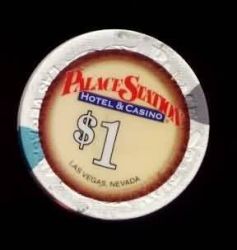 PALACE STATION
HOTEL & CASINO
$1
LAS VEGAS, NEVADA